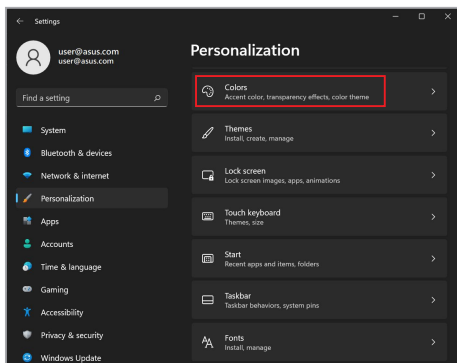 Settings
user@asus.com
user@asus.com
Find a setting
System
Bluetooth & devices
Network & internet
Personalization
Apps
Accounts
Time & language
Gaming
Accessibility
Privacy & security
Windows Update
Personalization
Colors
Accent color, transparency effects, color theme
Themes
Install, create, manage
Lock screen
Lock screen images, apps, animations
Touch keyboard
Themes, size
Start
Recent apps and items, folders
Taskbar
Taskbar behaviors, system pins
Fonts
Install, manage